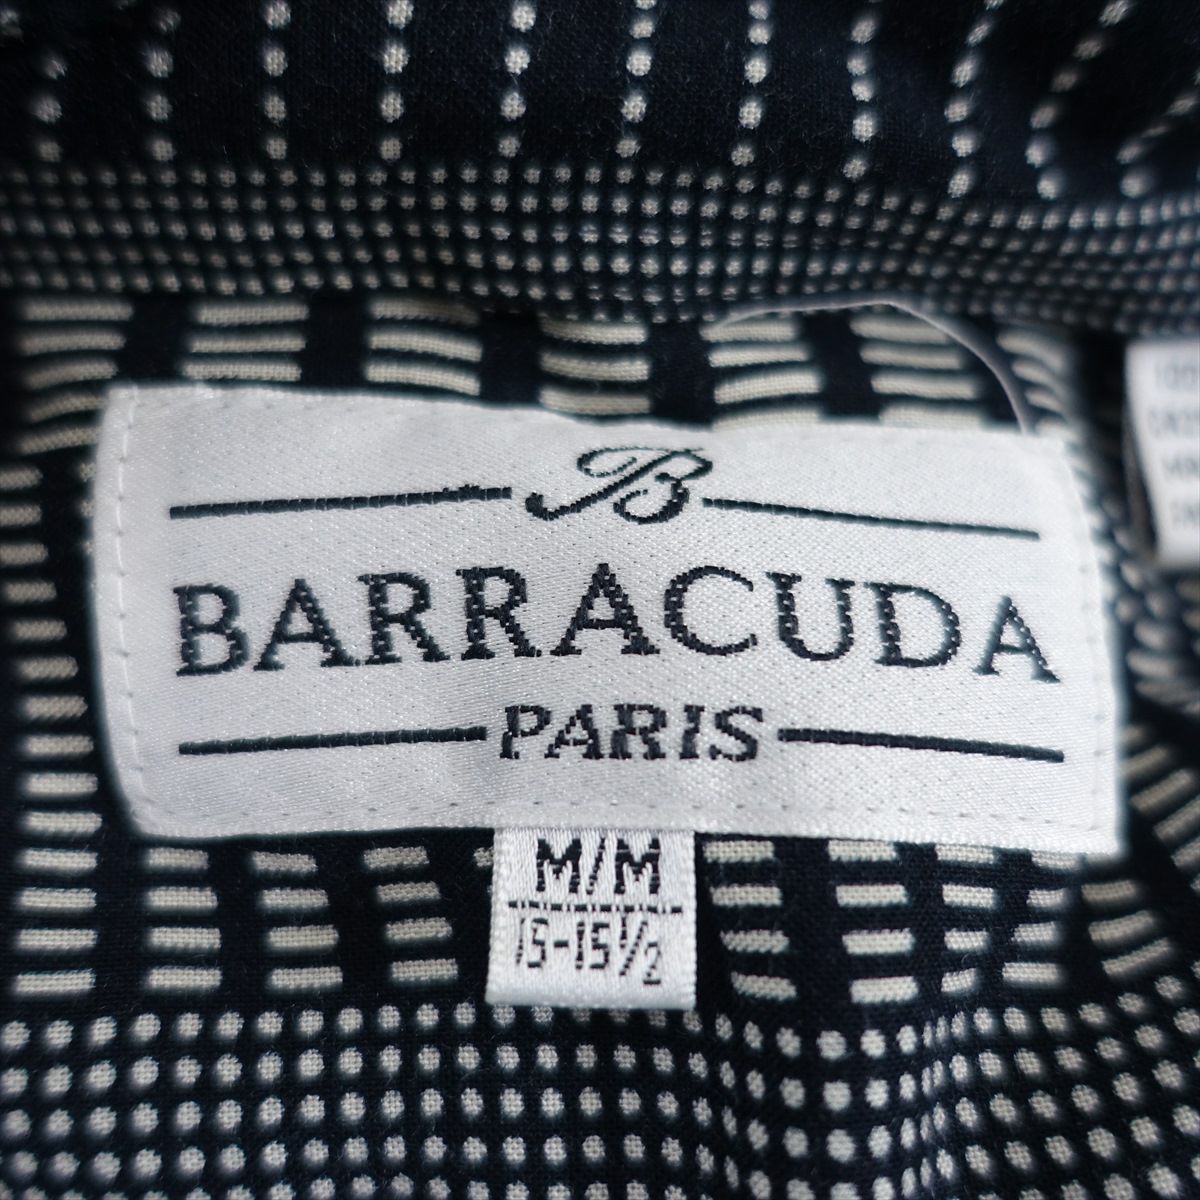 B
BARRACUDA
PARIS
M/M
15-15½